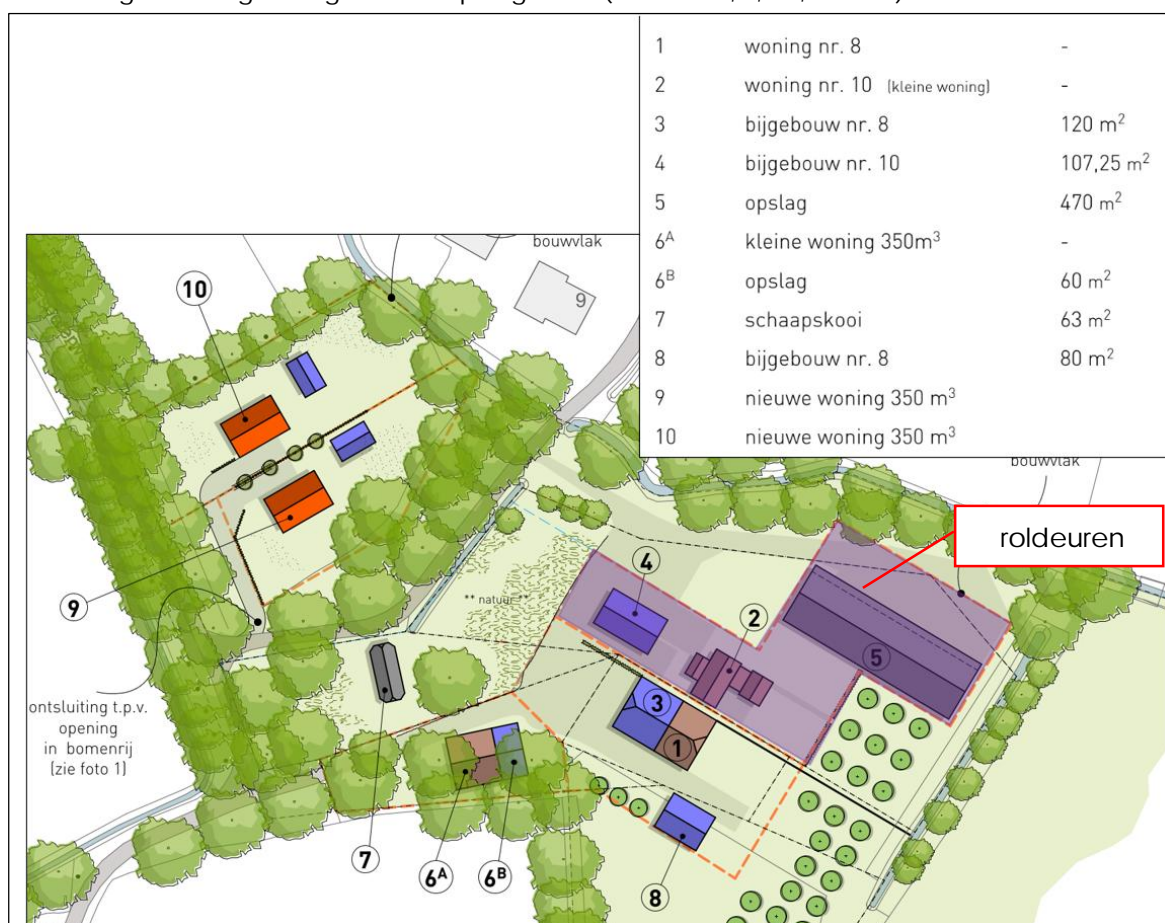 1 woning nr. 8 -
2 woning nr. 10 (kleine woning) -
3 bijgebouw nr. 8 120 m²
4 bijgebouw nr. 10 107,25 m²
5 opslag 470 m²
6ᴬ kleine woning 350m³ -
6ᴮ opslag 60 m²
7 schaapskooi 63 m²
8 bijgebouw nr. 8 80 m²
9 nieuwe woning 350 m³
10 nieuwe woning 350 m³
bouwvlak
9
10
bouwvlak
roldeuren
4
** natuur **
9
2
5
3
1
ontsluiting t.p.v.
opening
in bomenrij
(zie foto 1)
7
6ᴬ
6ᴮ
8